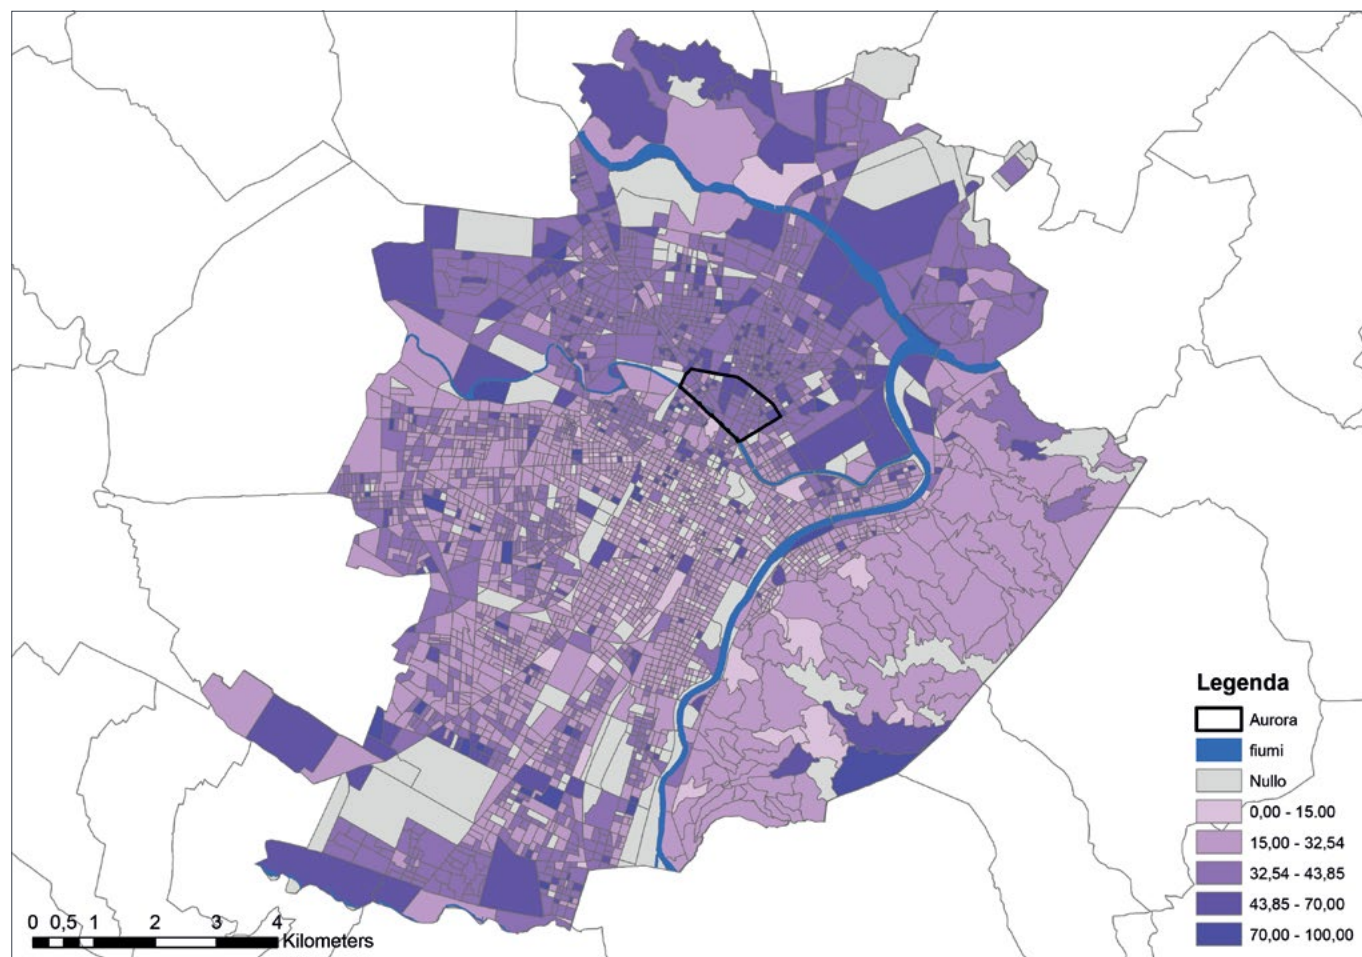 Legenda
Aurora
fiumi
Nullo
0,00 - 15.00
15,00 - 32,54
32,54 - 43,85
43,85 - 70,00
70,00 - 100,00
0 0,5 1 2 3 4
Kilometers